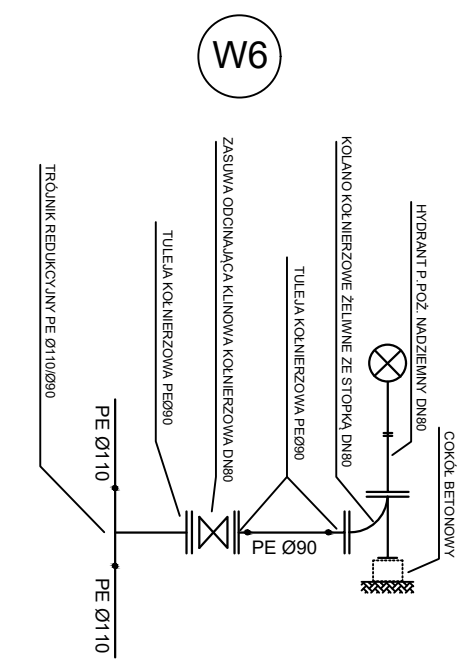 W6
HYDRANT P.POŻ. NADZIEMNY DN80
COKÓŁ BETONOWY
KOLANO KOŁNIERZOWE ŻELIWNE ZE STOPKĄ DN80
TULEJA KOŁNIERZOWA PEØ90
ZASUWA ODCINAJĄCA KLINOWA KOŁNIERZOWA DN80
TULEJA KOŁNIERZOWA PEØ90
TRÓJNIK REDUKCYJNY PE Ø110/Ø90
PE Ø90
PE Ø110
PE Ø110